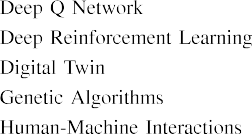 Deep Q Network
Deep Reinforcement Learning
Digital Twin
Genetic Algorithms
Human-Machine Interactions